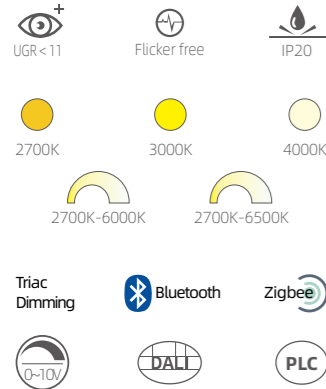 +
UGR<11 Flicker free IP20
2700K 3000K 4000K
2700K-6000K 2700K-6500K
Triac
Dimming Bluetooth Zigbee
0~10V DALI PLC